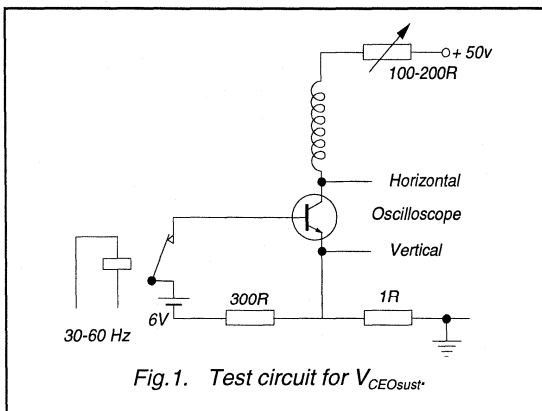 + 50v
100-200R
Horizontal
Oscilloscope
Vertical
300R
1R
6V
30-60 Hz
Fig.1. Test circuit for VCEOsust.